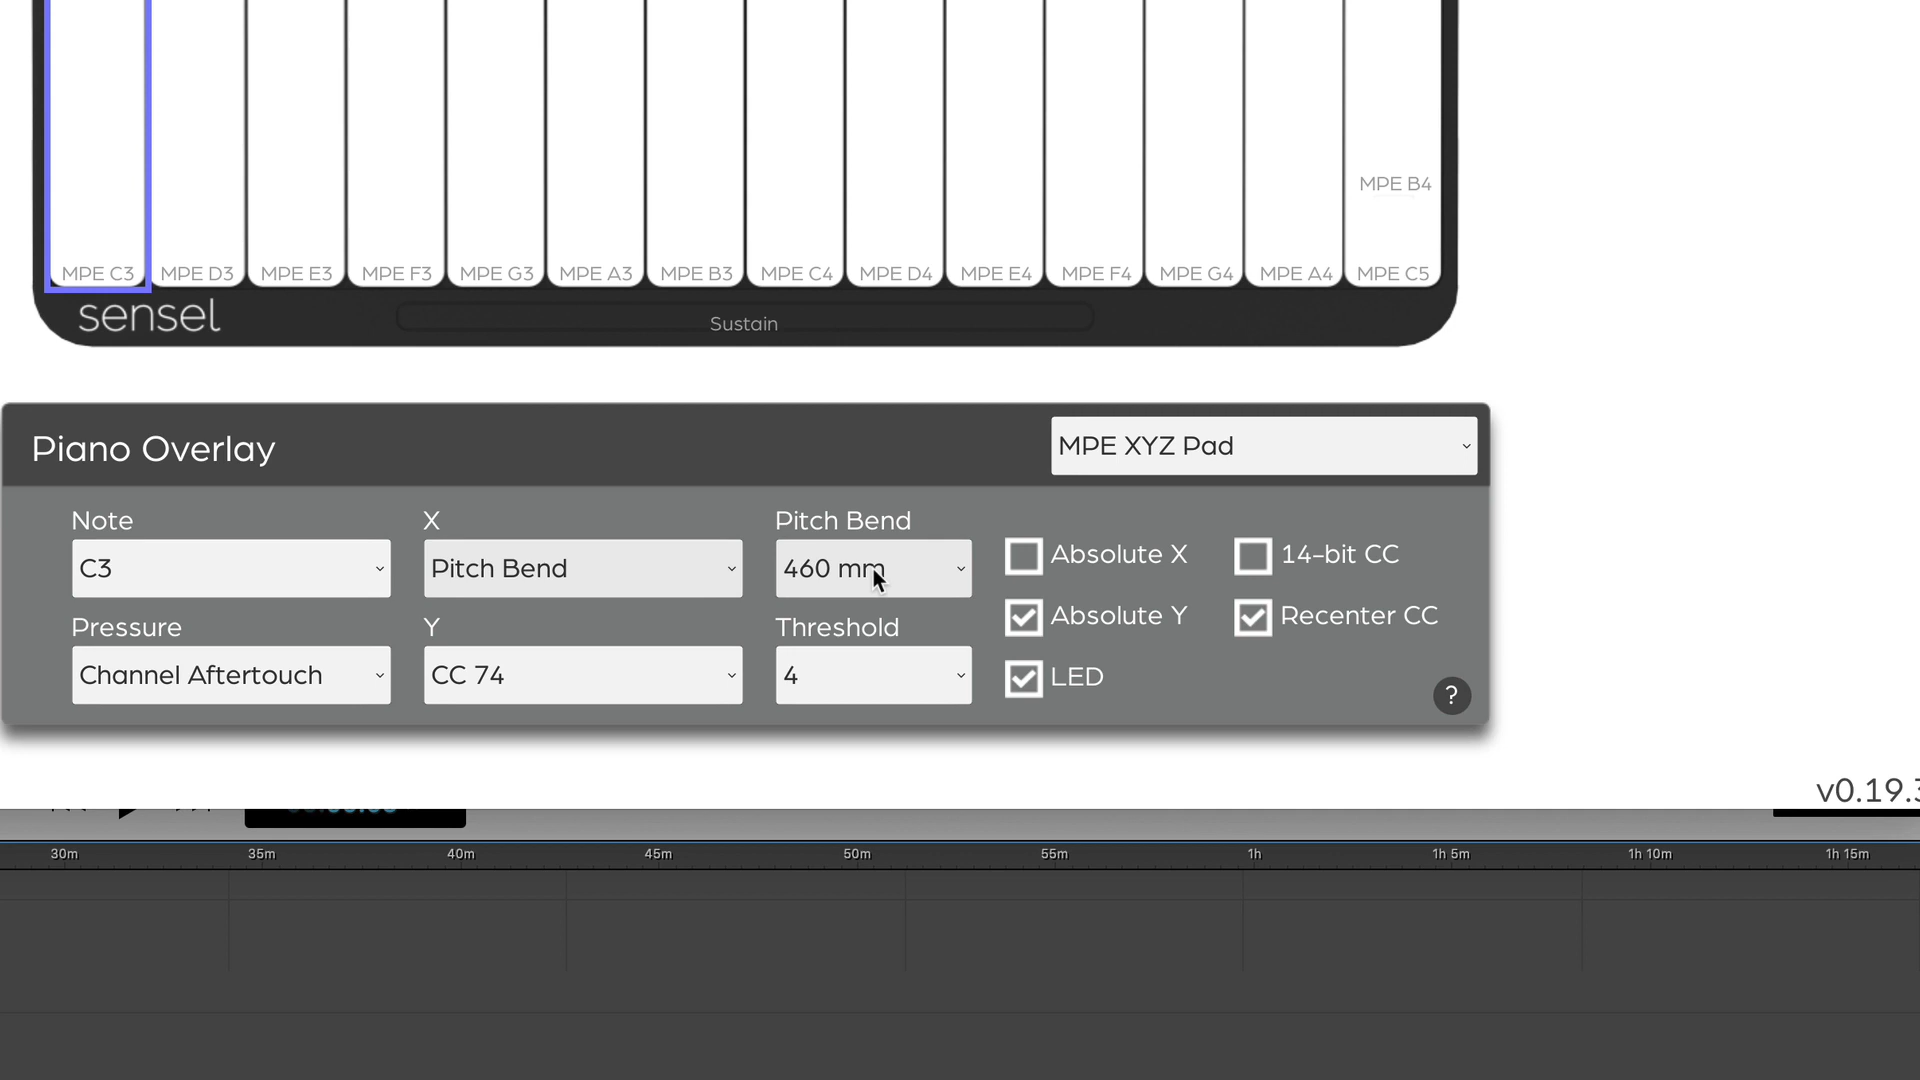 MPE B4
MPE C3 MPE D3 MPE E3 MPE F3 MPE G3 MPE A3 MPE B3 MPE C4 MPE D4 MPE E4 MPE F4 MPE G4 MPE A4 MPE C5
sensel
Sustain
Piano Overlay
MPE XYZ Pad
Note X Pitch Bend
C3 Pitch Bend 460 mm
Absolute X 14-bit CC
Pressure Y Threshold
Absolute Y Recenter CC
Channel Aftertouch CC 74 4
LED
?
v0.19.3
30m 35m 40m 45m 50m 55m 1h 1h 5m 1h 10m 1h 15m